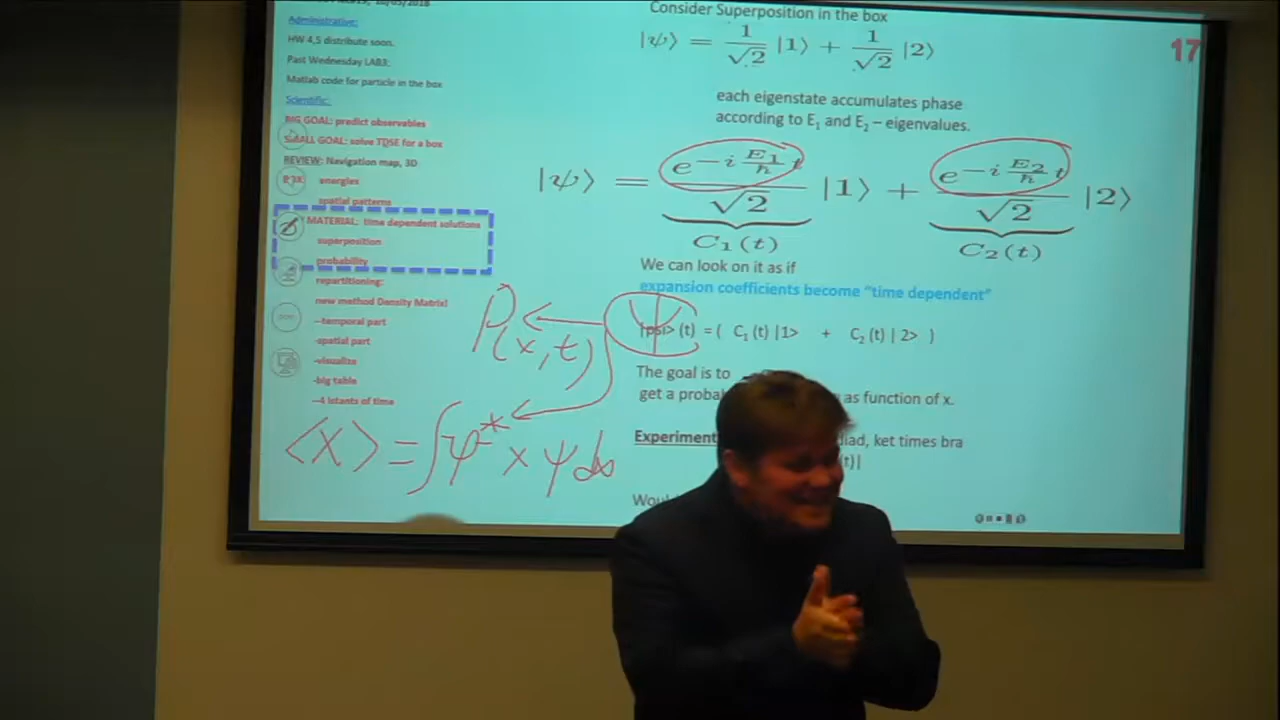 Administrative:
HW 4,5 distribute soon.
Past Wednesday LAB3:
Matlab code for particle in the box
Scientific:
BIG GOAL: predict observables
SMALL GOAL: solve TDSE for a box
REVIEW: Navigation map, 3D
energies
spatial patterns
MATERIAL: time dependent solutions
superposition
probability
repartitioning:
new method Density Matrix!
--temporal part
-spatial part
-visualize
-big table
--4 istants of time
Consider Superposition in the box
|ψ⟩ = 1/√2 |1⟩ + 1/√2 |2⟩
17
each eigenstate accumulates phase
according to E₁ and E₂ – eigenvalues.
|ψ⟩ = e^{-i E₁/ħ t}/√2 |1⟩ + e^{-i E₂/ħ t}/√2 |2⟩
C₁(t) C₂(t)
We can look on it as if
expansion coefficients become "time dependent"
|psi> (t) = ( C₁ (t) |1> + C₂ (t) | 2> )
Ψ
P(x,t)
The goal is to
get a as function of x.
⟨x⟩ = ∫ψ* x ψ dx
Experiment ket times bra